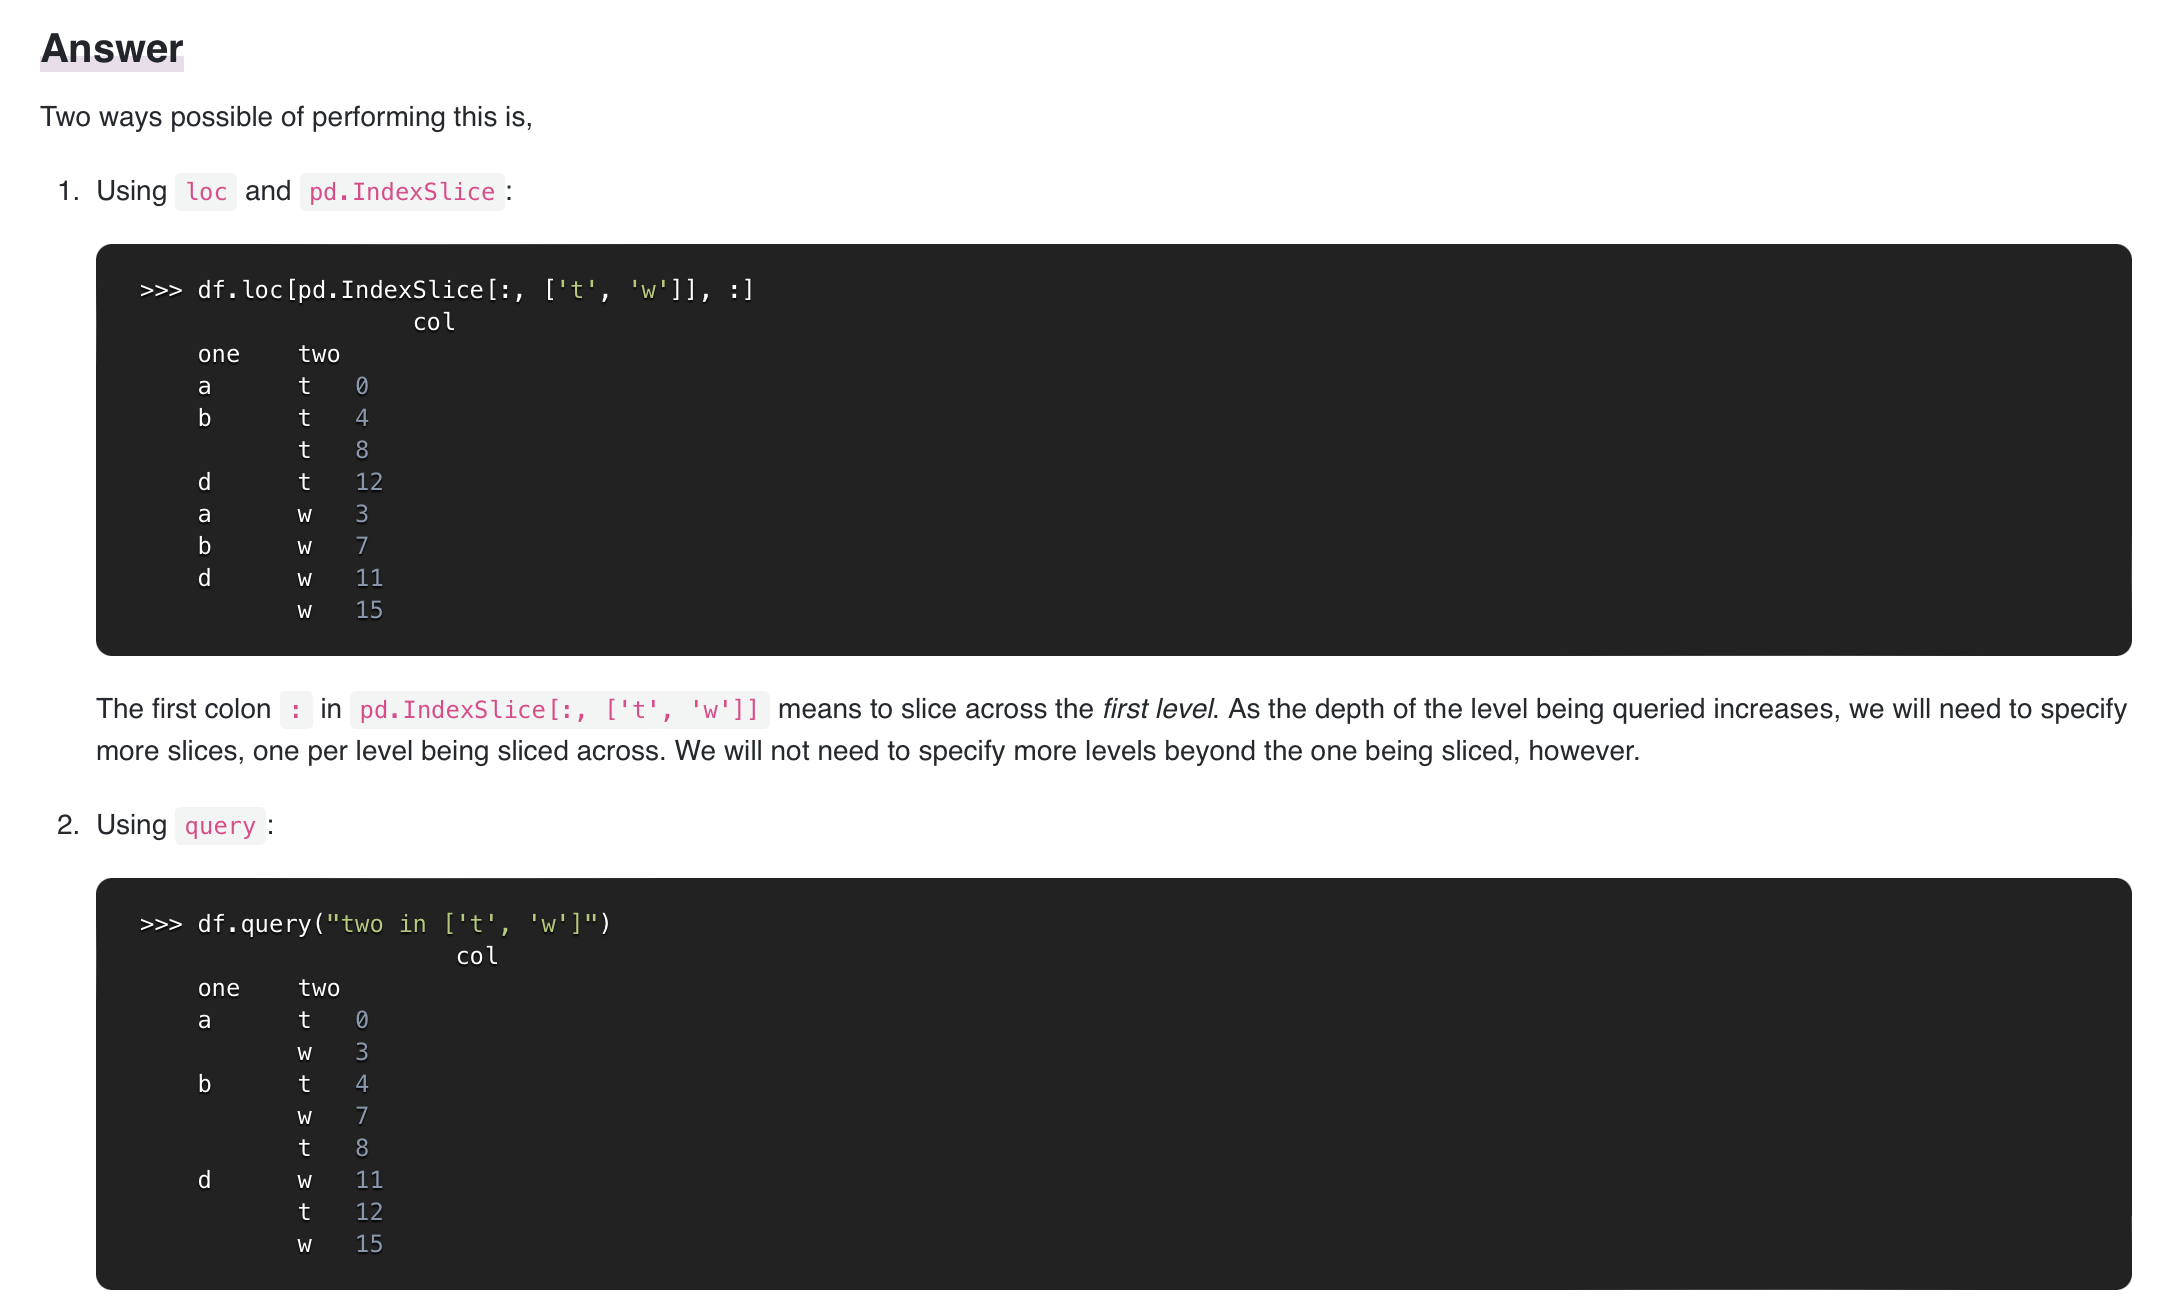 Answer
Two ways possible of performing this is,
1. Using loc and pd.IndexSlice:
>>> df.loc[pd.IndexSlice[:, ['t', 'w']], :]
                   col
    one    two
    a      t   0
    b      t   4
           t   8
    d      t   12
    a      w   3
    b      w   7
    d      w   11
           w   15
The first colon : in pd.IndexSlice[:, ['t', 'w']] means to slice across the first level. As the depth of the level being queried increases, we will need to specify
more slices, one per level being sliced across. We will not need to specify more levels beyond the one being sliced, however.
2. Using query:
>>> df.query("two in ['t', 'w']")
                      col
    one    two
    a      t   0
           w   3
    b      t   4
           w   7
           t   8
    d      w   11
           t   12
           w   15